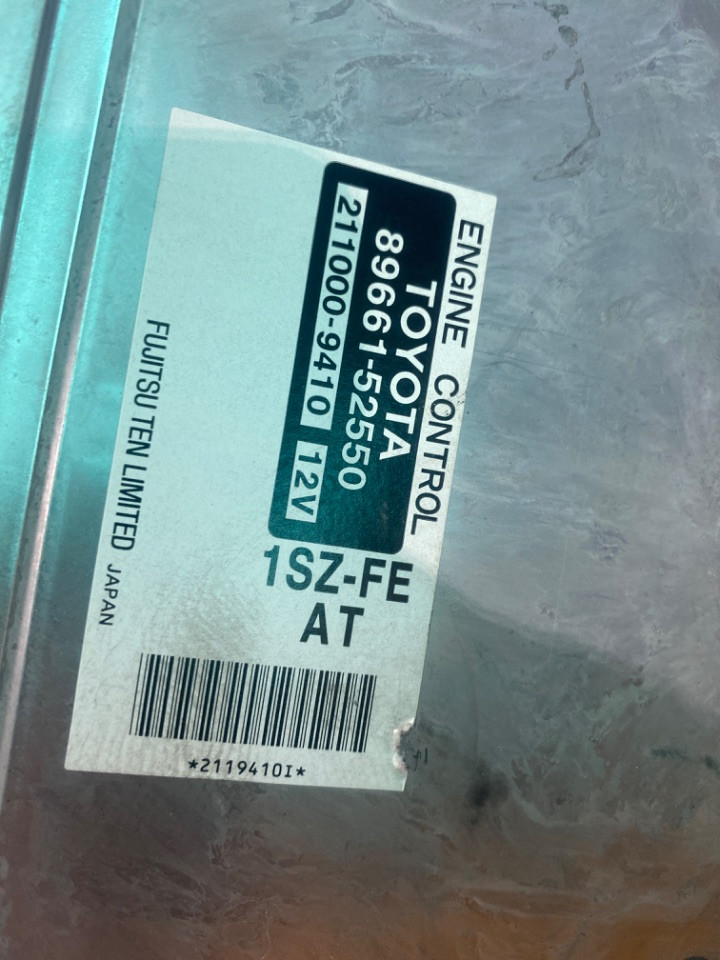 ENGINE CONTROL
TOYOTA
89661-52550
211000-9410 12V
FUJITSU TEN LIMITED JAPAN
1SZ-FE
AT
*2119410I*